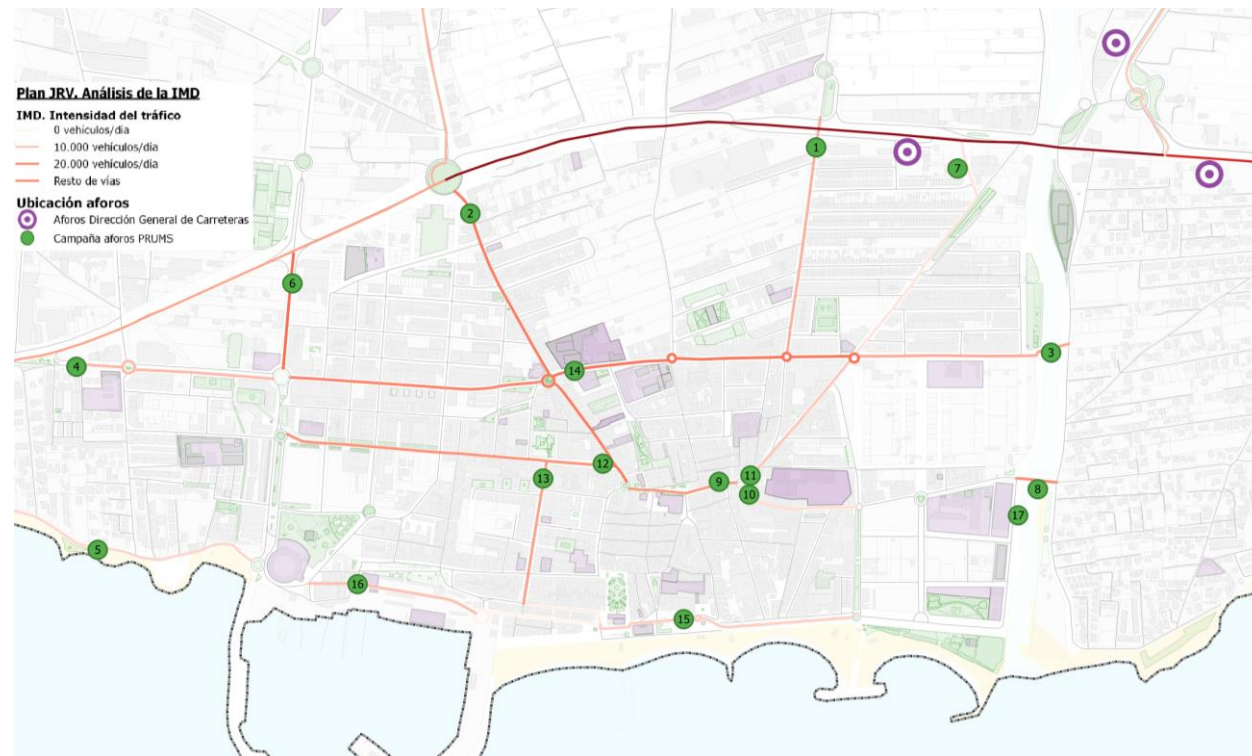 Plan JRV. Análisis de la IMD
IMD. Intensidad del tráfico
0 vehículos/día
10.000 vehículos/día
20.000 vehículos/día
Resto de vías
Ubicación aforos
Aforos Dirección General de Carreteras
Campaña aforos PRUMS
1
7
2
6
3
4
14
12
13
11
9
10
8
17
5
16
15